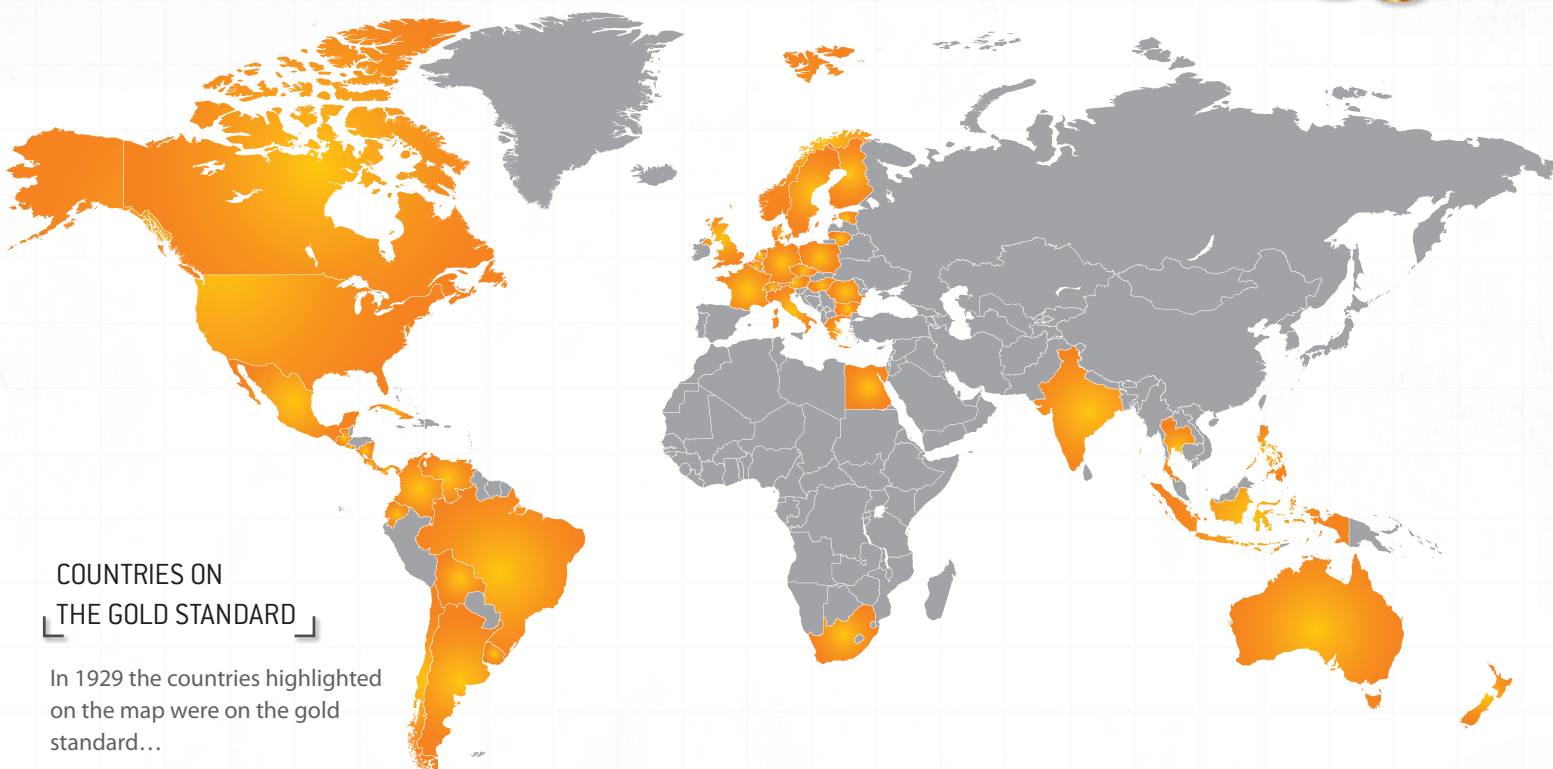 COUNTRIES ON
THE GOLD STANDARD
In 1929 the countries highlighted
on the map were on the gold
standard…